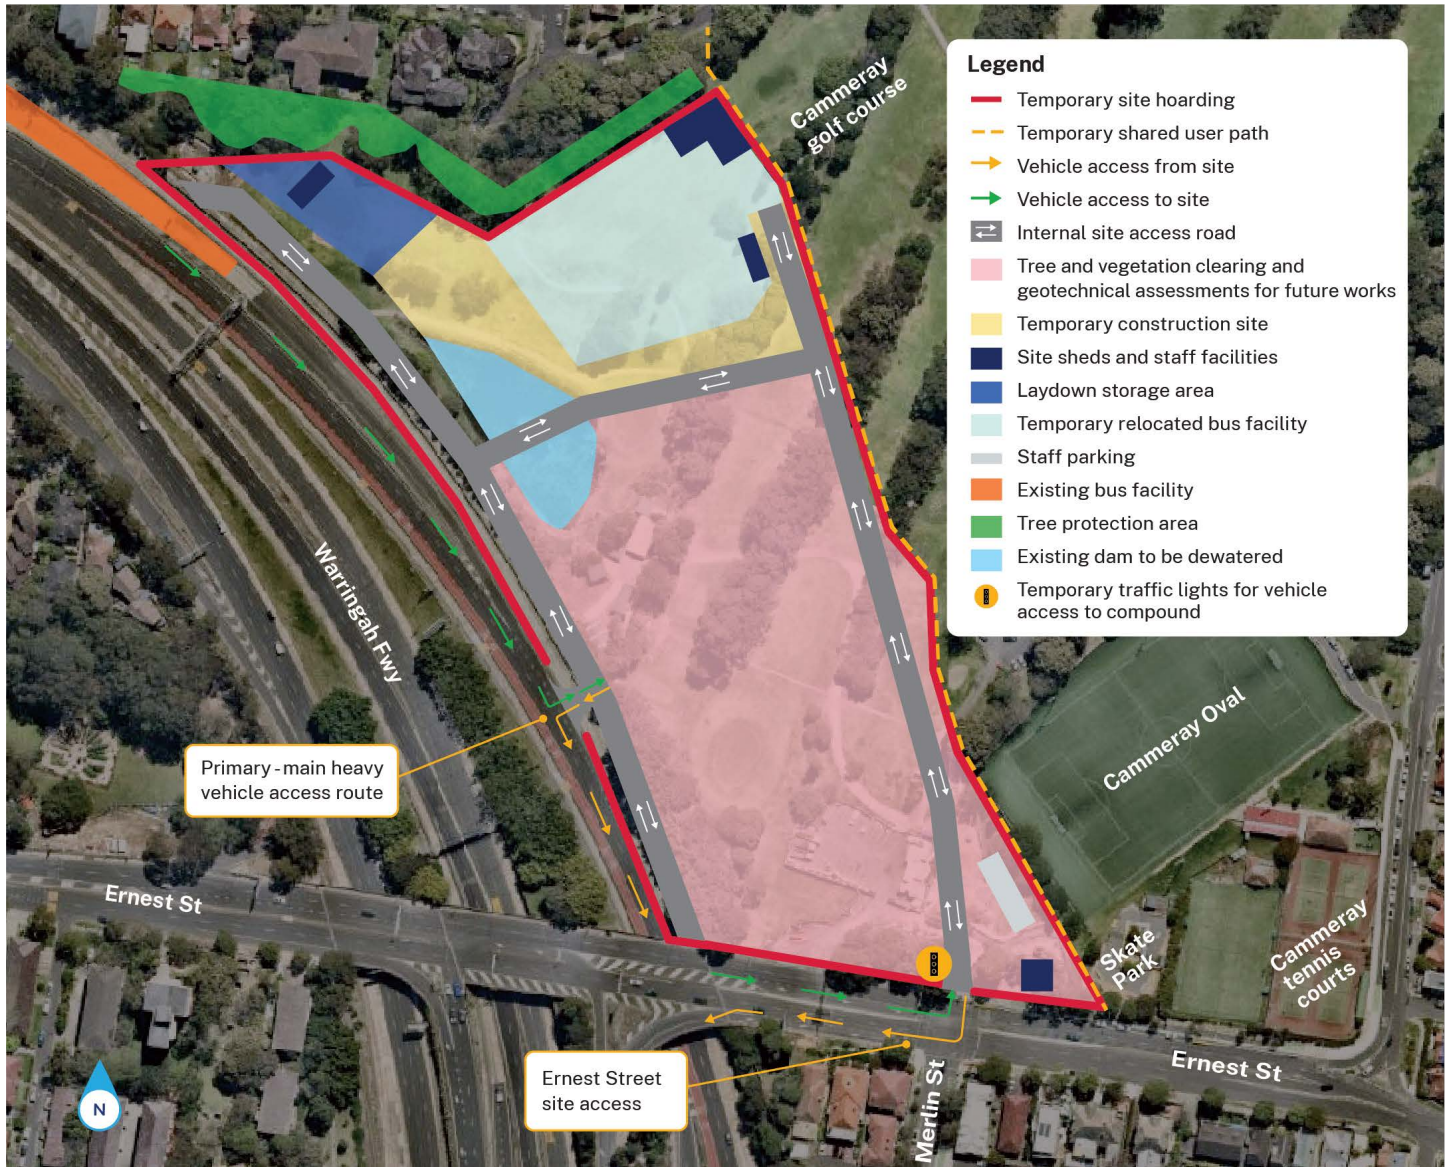 Cammeray
golf course
Legend
Temporary site hoarding
Temporary shared user path
Vehicle access from site
Vehicle access to site
Internal site access road
Tree and vegetation clearing and
geotechnical assessments for future works
Temporary construction site
Site sheds and staff facilities
Laydown storage area
Temporary relocated bus facility
Staff parking
Existing bus facility
Tree protection area
Existing dam to be dewatered
Temporary traffic lights for vehicle
access to compound
Warringah Fwy
Cammeray Oval
Primary - main heavy
vehicle access route
Ernest St
Skate
Park
Cammeray
tennis
courts
Ernest Street
site access
Merlin St
Ernest St
N